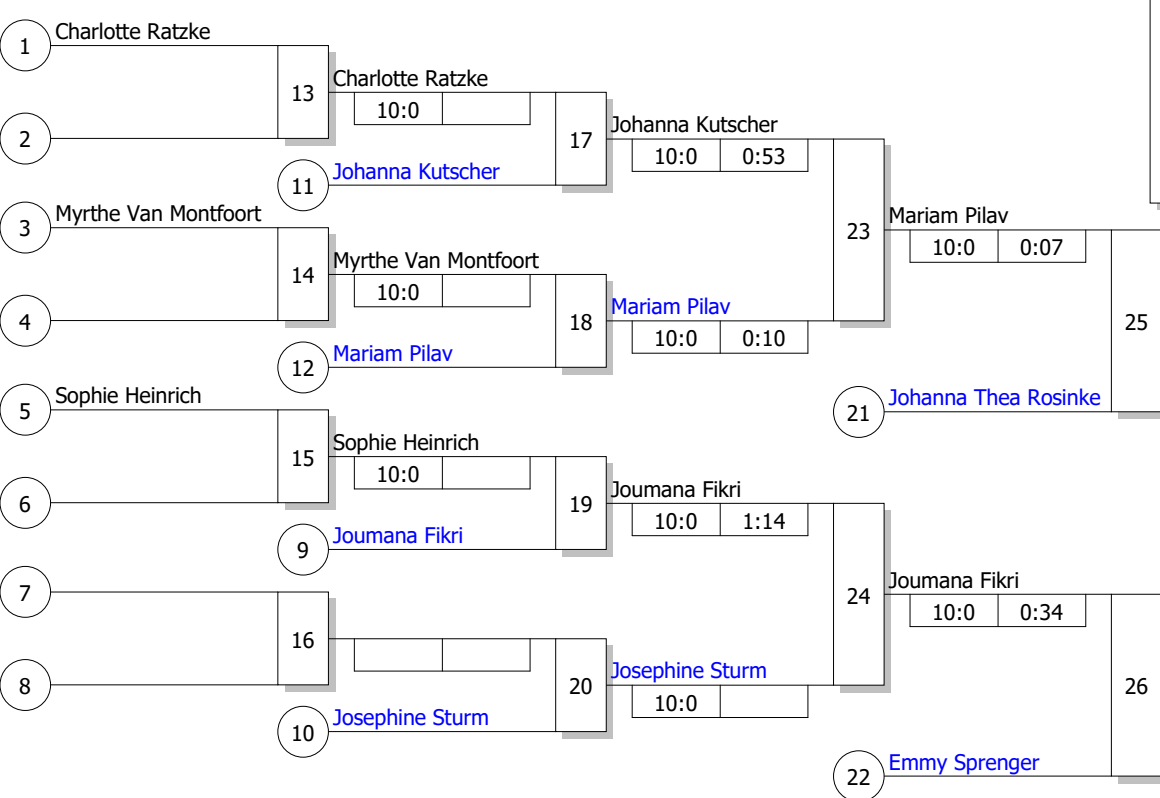 1
Charlotte Ratzke
13
Charlotte Ratzke
10:0
2
17
Johanna Kutscher
10:0 0:53
11
Johanna Kutscher
3
Myrthe Van Montfoort
23
Mariam Pilav
10:0 0:07
14
Myrthe Van Montfoort
10:0
4
18
Mariam Pilav
10:0 0:10
25
12
Mariam Pilav
5
Sophie Heinrich
21
Johanna Thea Rosinke
15
Sophie Heinrich
10:0
6
19
Joumana Fikri
10:0 1:14
9
Joumana Fikri
7
24
Joumana Fikri
10:0 0:34
16
8
20
Josephine Sturm
10:0
26
10
Josephine Sturm
22
Emmy Sprenger